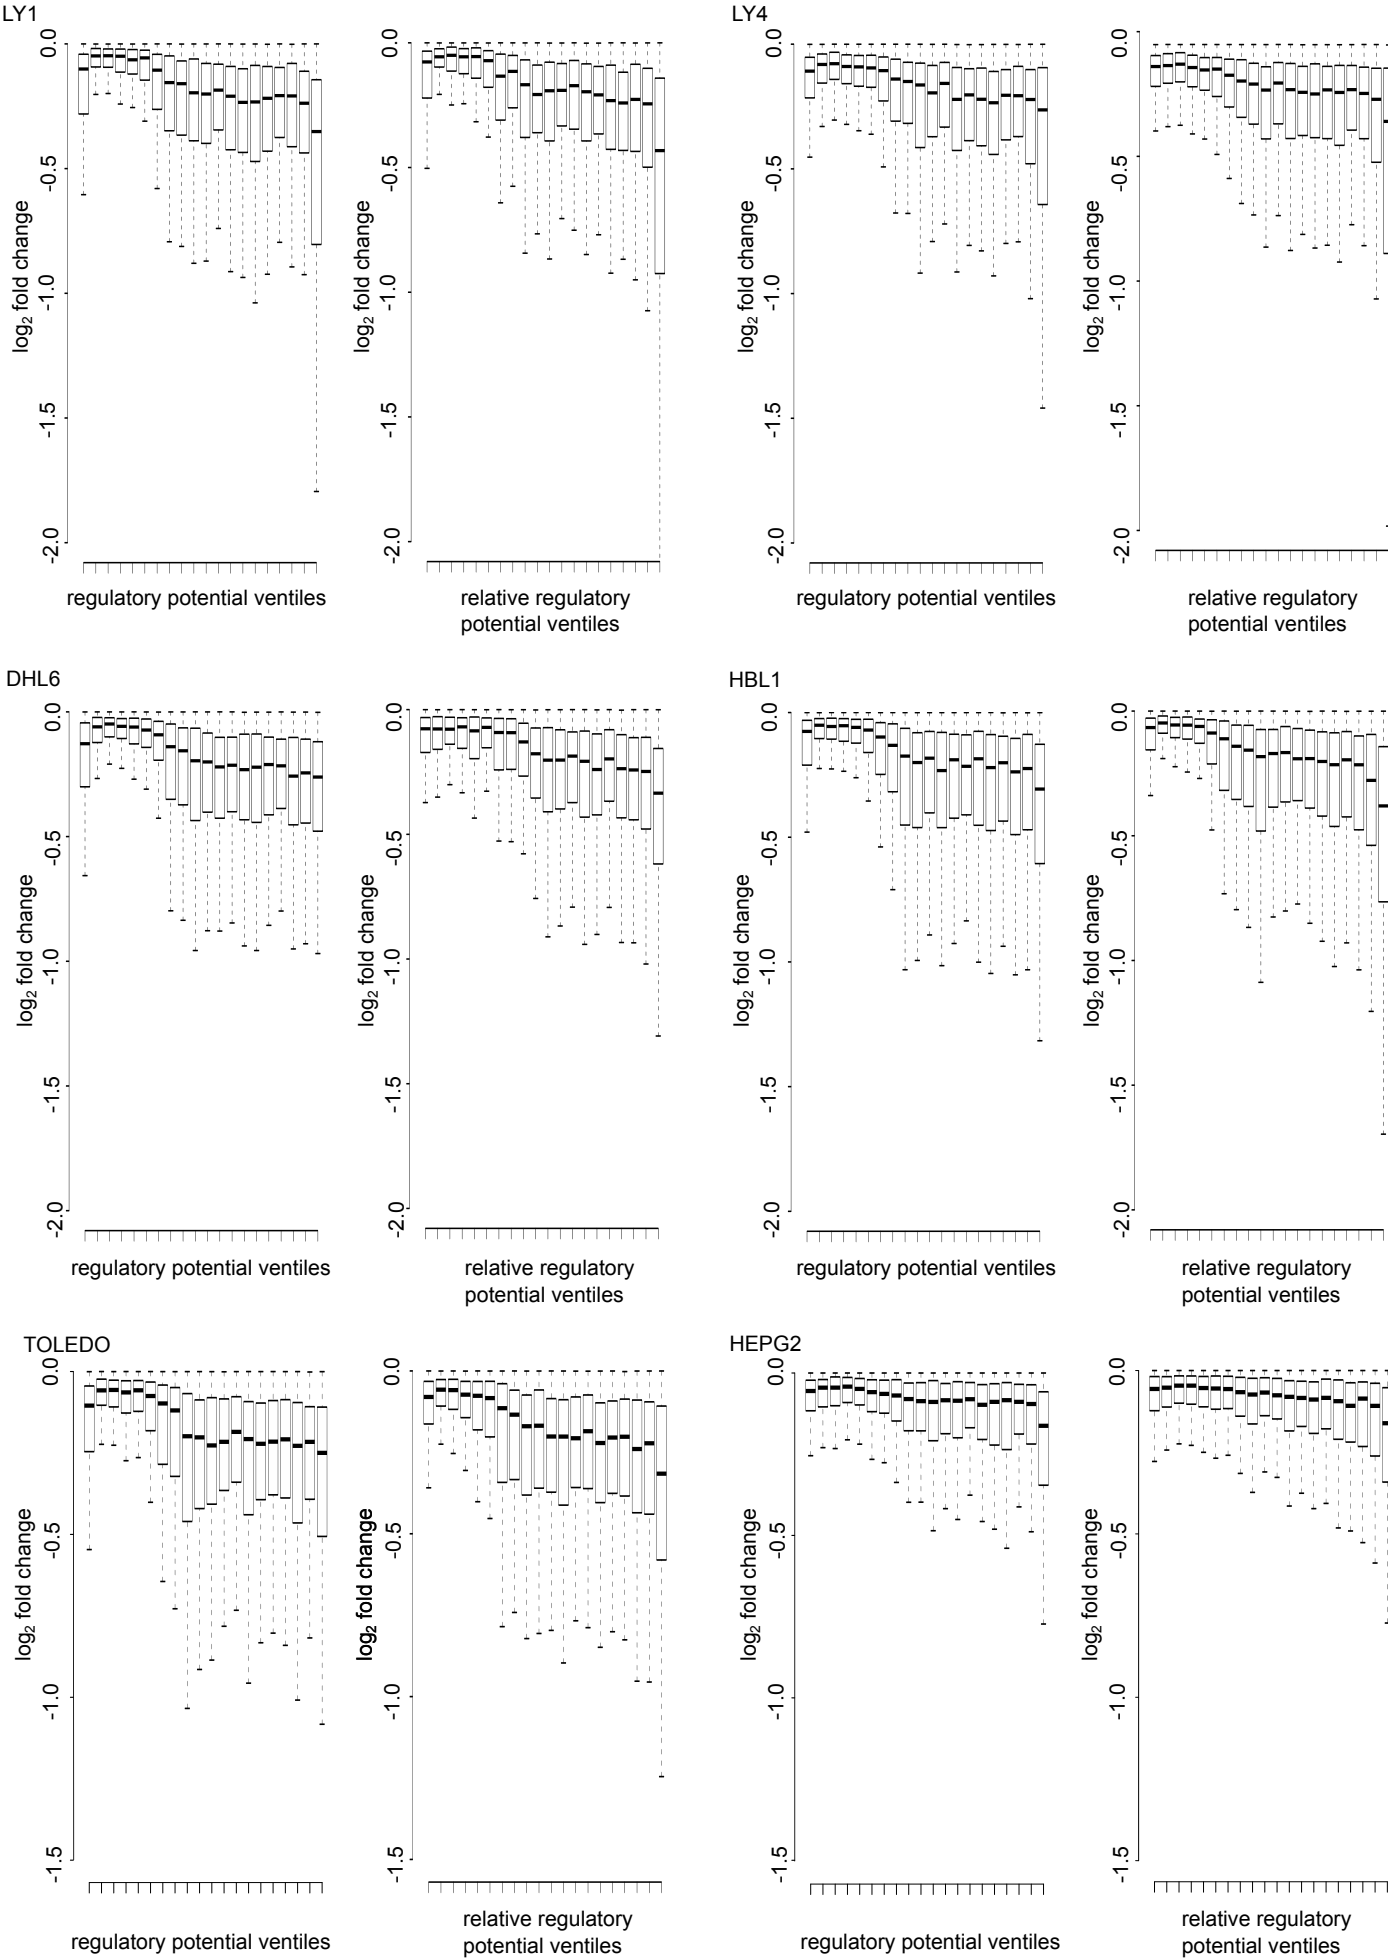 LY1
LY4
0.0
-0.5
-1.0
-1.5
-2.0
log2 fold change
regulatory potential ventiles
0.0
-0.5
-1.0
-1.5
-2.0
log2 fold change
relative regulatory
potential ventiles
0.0
-0.5
-1.0
-1.5
-2.0
log2 fold change
regulatory potential ventiles
0.0
-0.5
-1.0
-1.5
-2.0
log2 fold change
relative regulatory
potential ventiles
DHL6
HBL1
0.0
-0.5
-1.0
-1.5
-2.0
log2 fold change
regulatory potential ventiles
0.0
-0.5
-1.0
-1.5
-2.0
log2 fold change
relative regulatory
potential ventiles
0.0
-0.5
-1.0
-1.5
-2.0
log2 fold change
regulatory potential ventiles
0.0
-0.5
-1.0
-1.5
-2.0
log2 fold change
relative regulatory
potential ventiles
TOLEDO
HEPG2
0.0
-0.5
-1.0
-1.5
log2 fold change
regulatory potential ventiles
0.0
-0.5
-1.0
-1.5
log2 fold change
relative regulatory
potential ventiles
0.0
-0.5
-1.0
-1.5
log2 fold change
regulatory potential ventiles
0.0
-0.5
-1.0
-1.5
log2 fold change
relative regulatory
potential ventiles